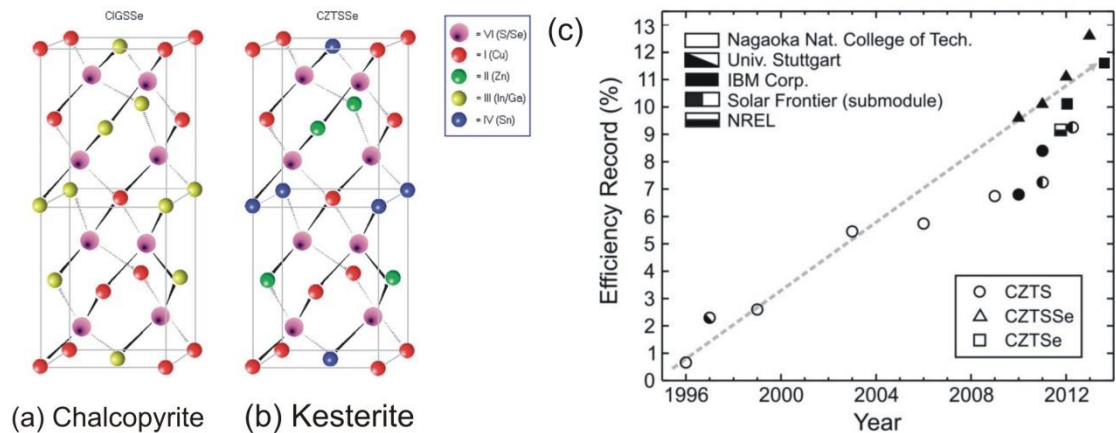 CIGSSe
(a) Chalcopyrite
CZTSSe
(b) Kesterite
= VI (S/Se)
= I (Cu)
= II (Zn)
= III (In/Ga)
= IV (Sn)
(c)
Efficiency Record (%)
13
12
11
10
9
8
7
6
5
4
3
2
1
0
Nagaoka Nat. College of Tech.
Univ. Stuttgart
IBM Corp.
Solar Frontier (submodule)
NREL
CZTS
CZTSSe
CZTSe
1996 2000 2004 2008 2012
Year